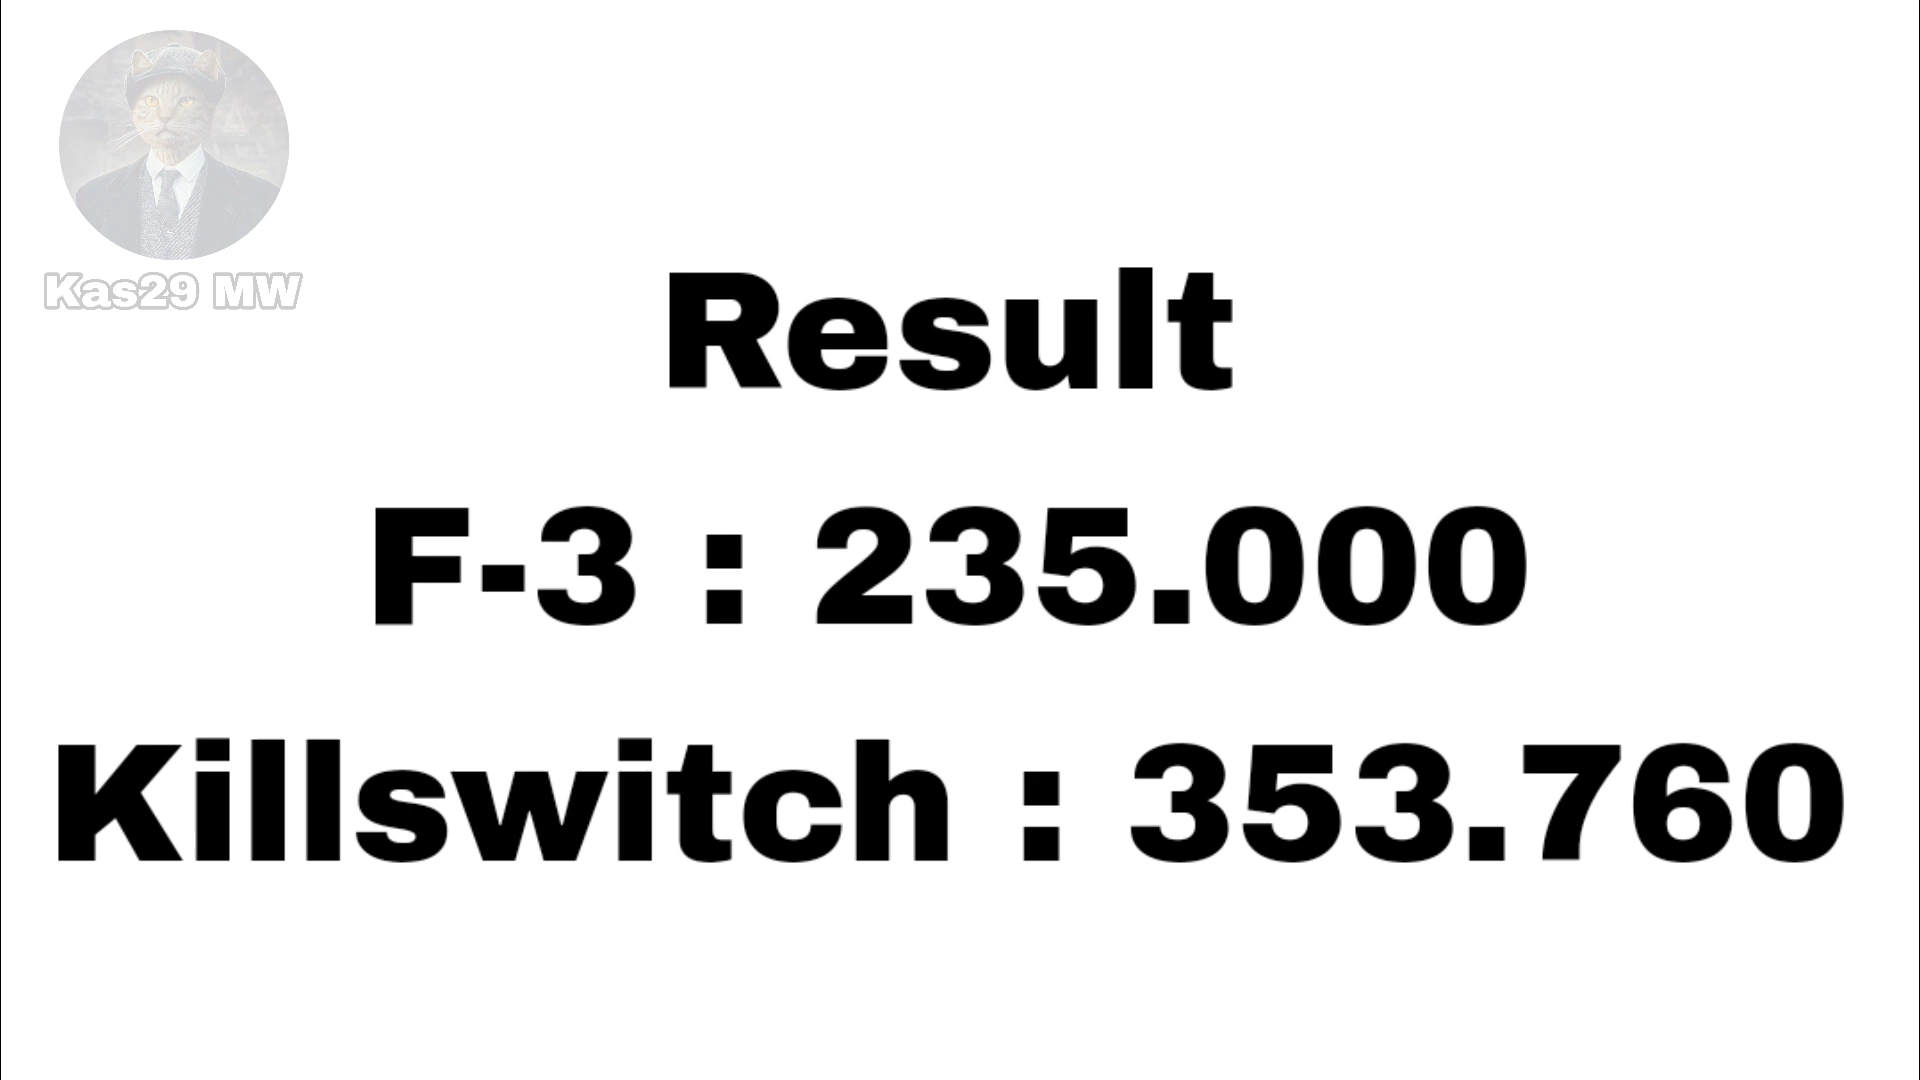 Kas29 MW
Result
F-3 : 235.000
Killswitch : 353.760